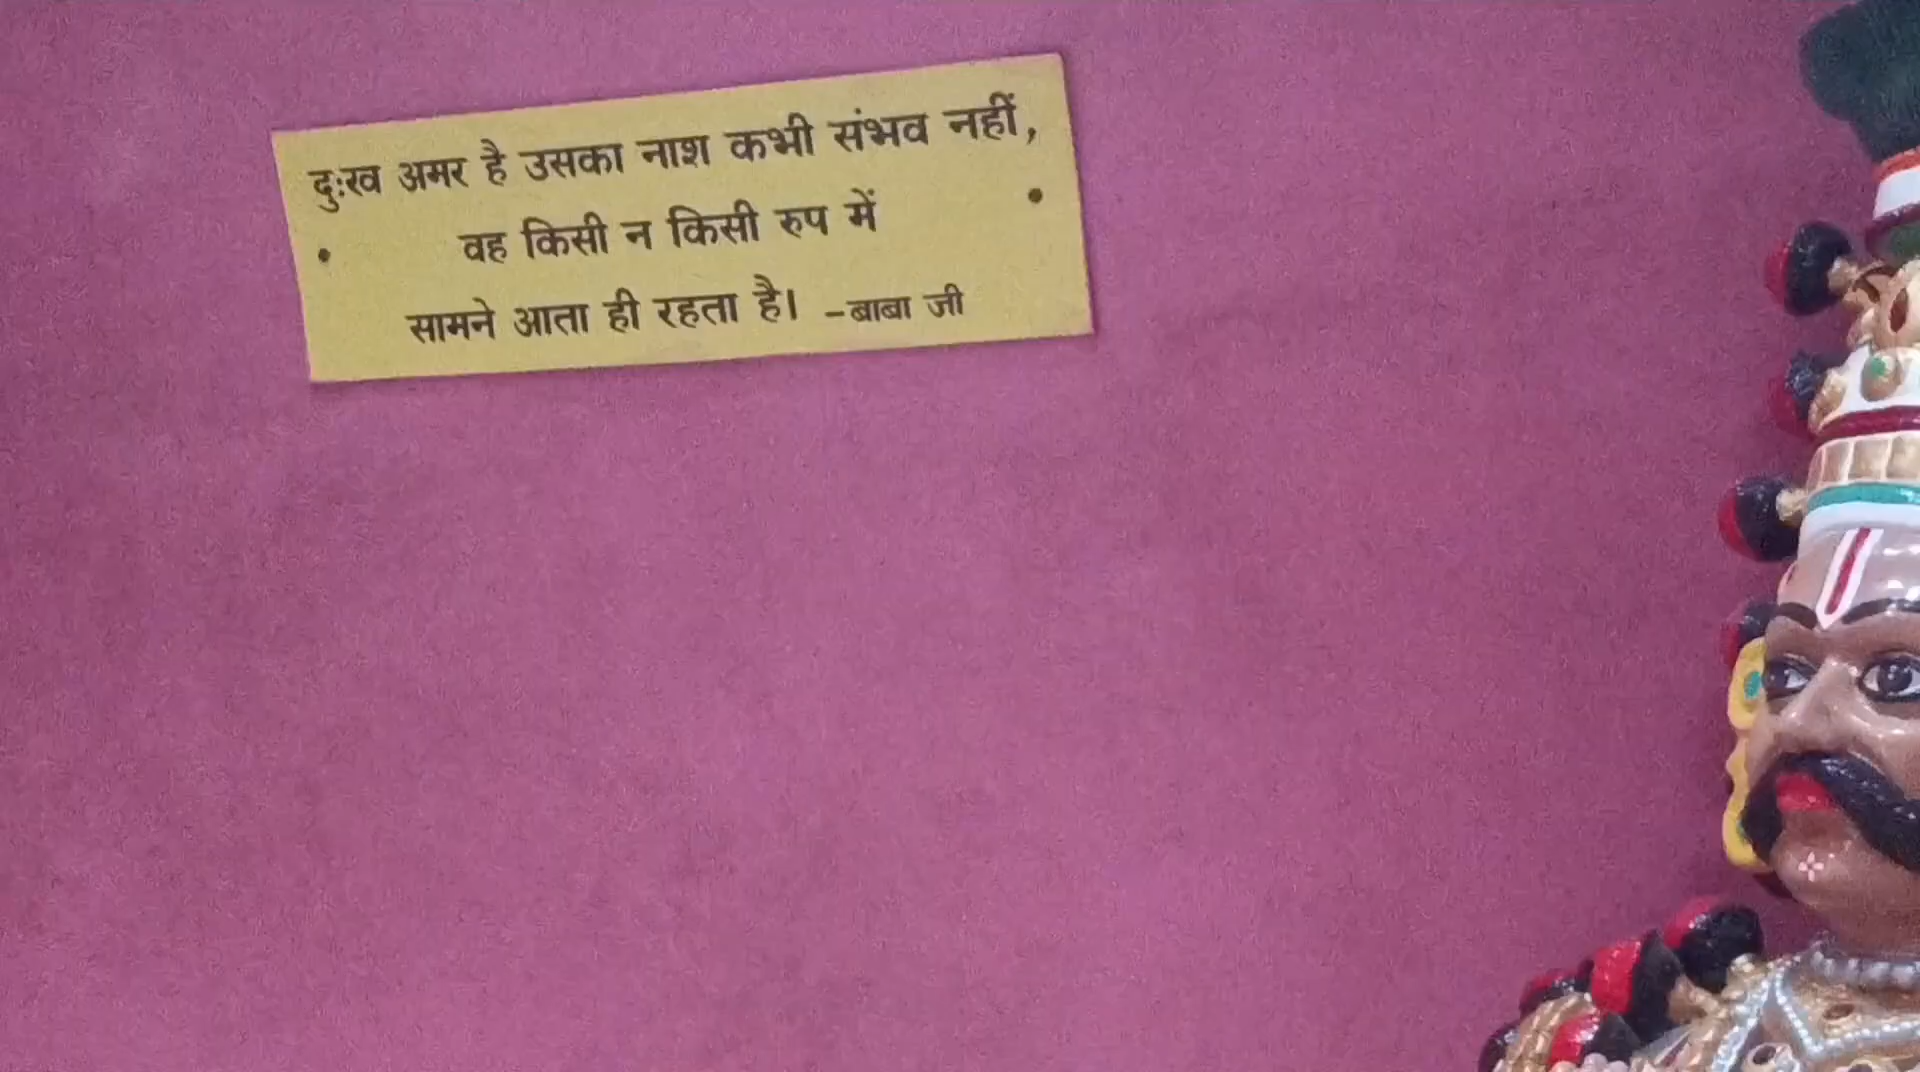 दुःख अमर है उसका नाश कभी संभव नहीं,
वह किसी न किसी रुप में
सामने आता ही रहता है। –बाबा जी